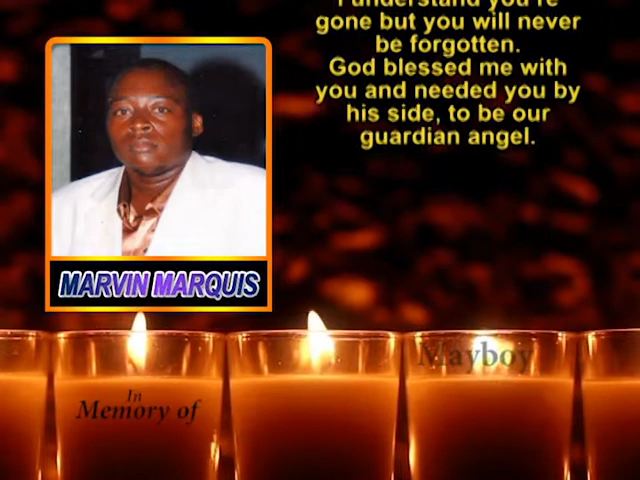 I understand you're
gone but you will never
be forgotten.
God blessed me with
you and needed you by
his side, to be our
guardian angel.
MARVIN MARQUIS
Mayboy
In
Memory of